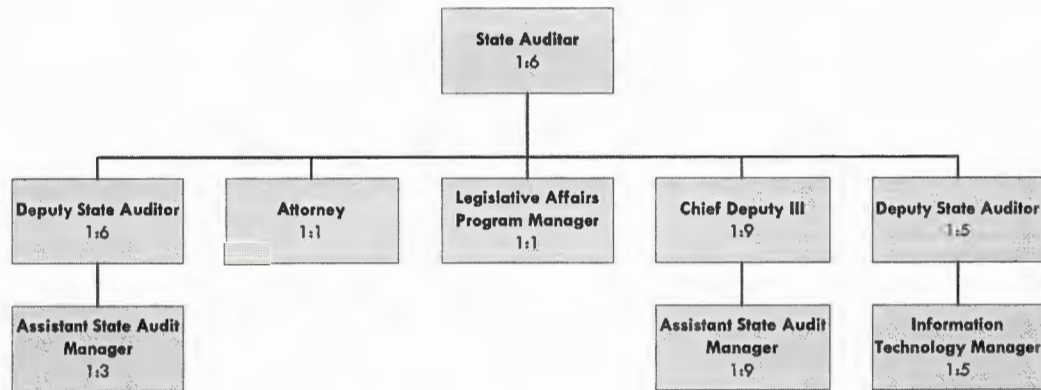 State Auditar
1:6
Deputy State Auditor
1:6
Attorney
1:1
Legislative Affairs
Program Manager
1:1
Chief Deputy III
1:9
Deputy State Auditor
1:5
Assistant State Audit
Manager
1:3
Assistant State Audit
Manager
1:9
Information
Technology Manager
1:5